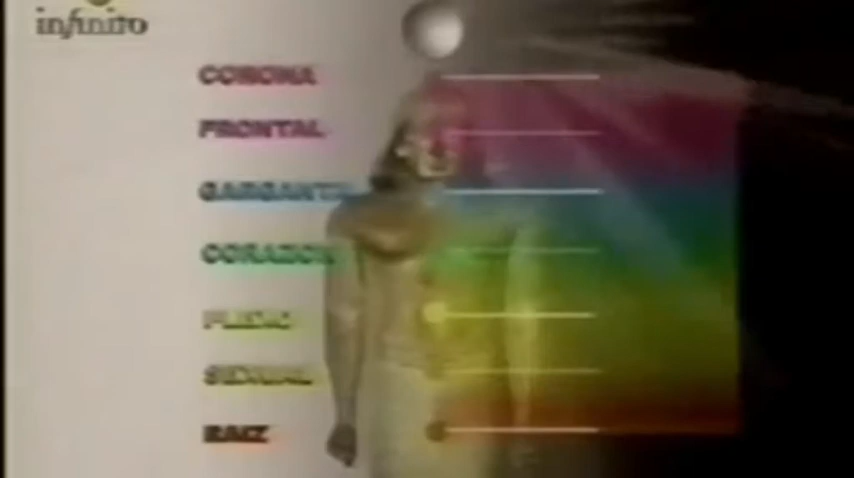 infinito
CORONA
FRONTAL
GARGANTA
CORAZON
SEXUAL
RAIZ